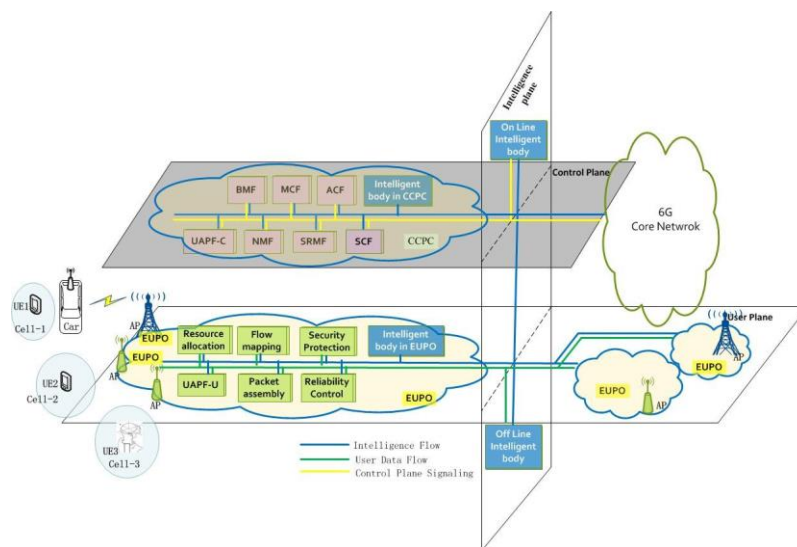 Intelligence
plane
On Line
Intelligent
body
Control Plane
BMF
MCF
ACF
Intelligent
body in CCPC
6G
Core Netwrok
UAPF-C
NMF
SRMF
SCF
CCPC
UE1
Cell-1
Car
AP
User Plane
EUPO
Resource
allocation
Flow
mapping
Security
Protection
Intelligent
body in EUPO
AP
EUPO
EUPO
AP
UE2
Cell-2
AP
UAPF-U
Packet
assembly
Reliability
Control
EUPO
EUPO
AP
UE3
Cell-3
Intelligence Flow
User Data Flow
Control Plane Signaling
Off Line
Intelligent
body